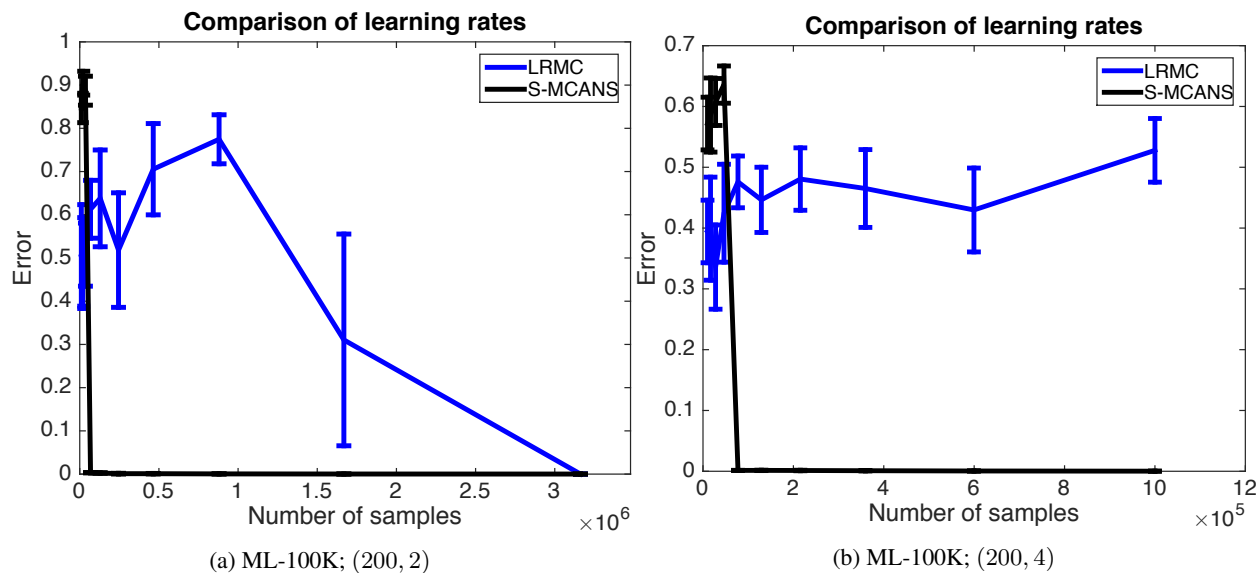 Comparison of learning rates
1
0.9
0.8
0.7
0.6
0.5
0.4
0.3
0.2
0.1
0
Error
LRMC
S-MCANS
0 0.5 1 1.5 2 2.5 3
Number of samples
×10^6
(a) ML-100K; (200, 2)
Comparison of learning rates
0.7
0.6
0.5
0.4
0.3
0.2
0.1
0
Error
LRMC
S-MCANS
0 2 4 6 8 10 12
Number of samples
×10^5
(b) ML-100K; (200, 4)